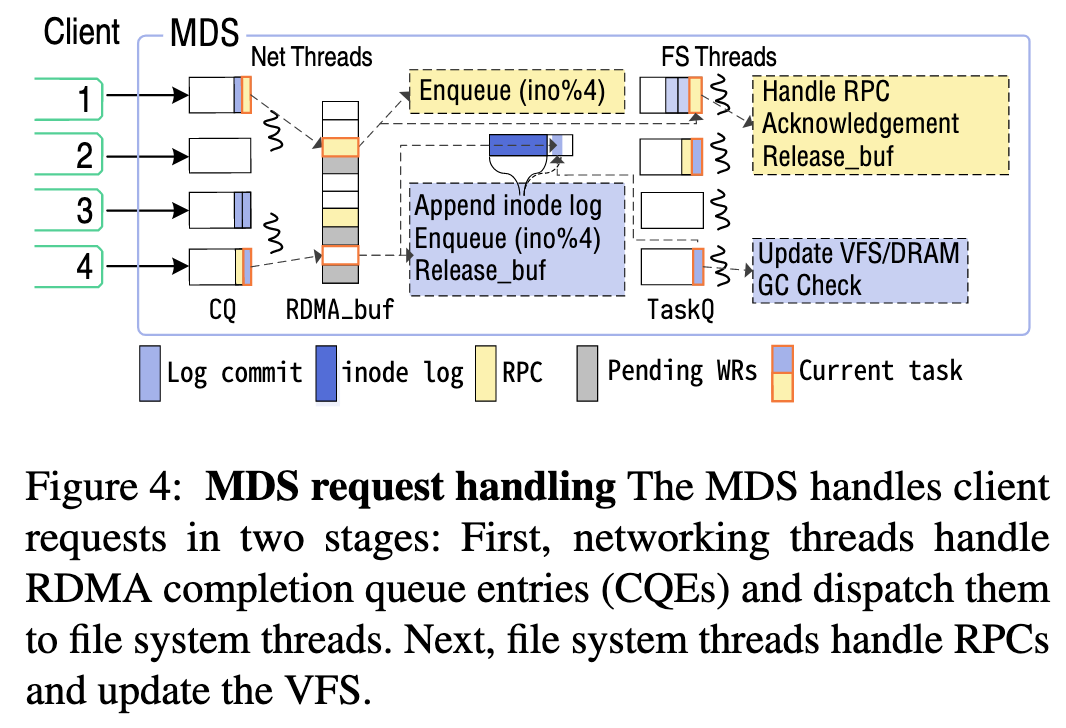 Client
MDS
Net Threads
FS Threads
1
2
3
4
Enqueue (ino%4)
Handle RPC
Acknowledgement
Release_buf
Append inode log
Enqueue (ino%4)
Release_buf
Update VFS/DRAM
GC Check
CQ
RDMA_buf
TaskQ
Log commit
inode log
RPC
Pending WRs
Current task
Figure 4: MDS request handling The MDS handles client
requests in two stages: First, networking threads handle
RDMA completion queue entries (CQEs) and dispatch them
to file system threads. Next, file system threads handle RPCs
and update the VFS.